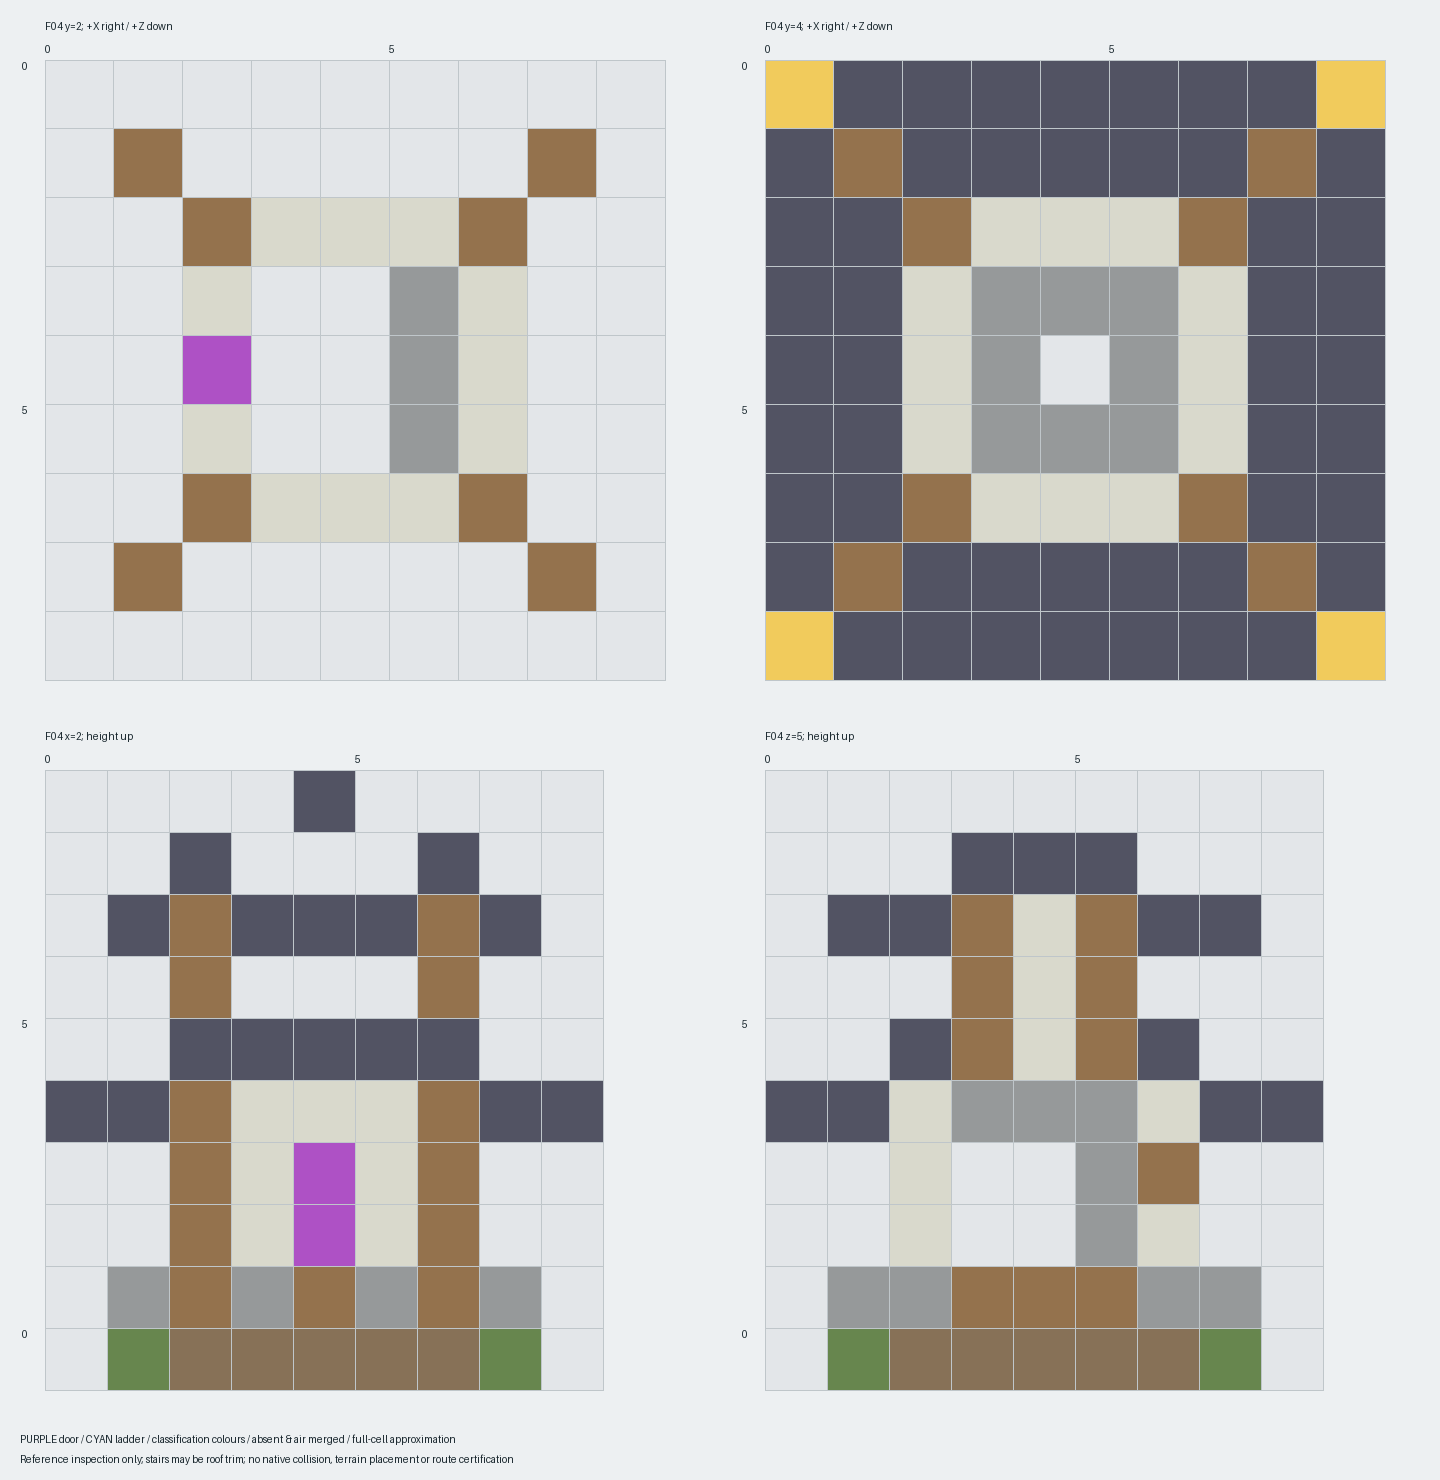 F04 y=2; +X right / +Z down
0 5
0
5
F04 y=4; +X right / +Z down
0 5
0
5
F04 x=2; height up
0 5
5
0
F04 z=5; height up
0 5
5
0
PURPLE door / CYAN ladder / classification colours / absent & air merged / full-cell approximation
Reference inspection only; stairs may be roof trim; no native collision, terrain placement or route certification